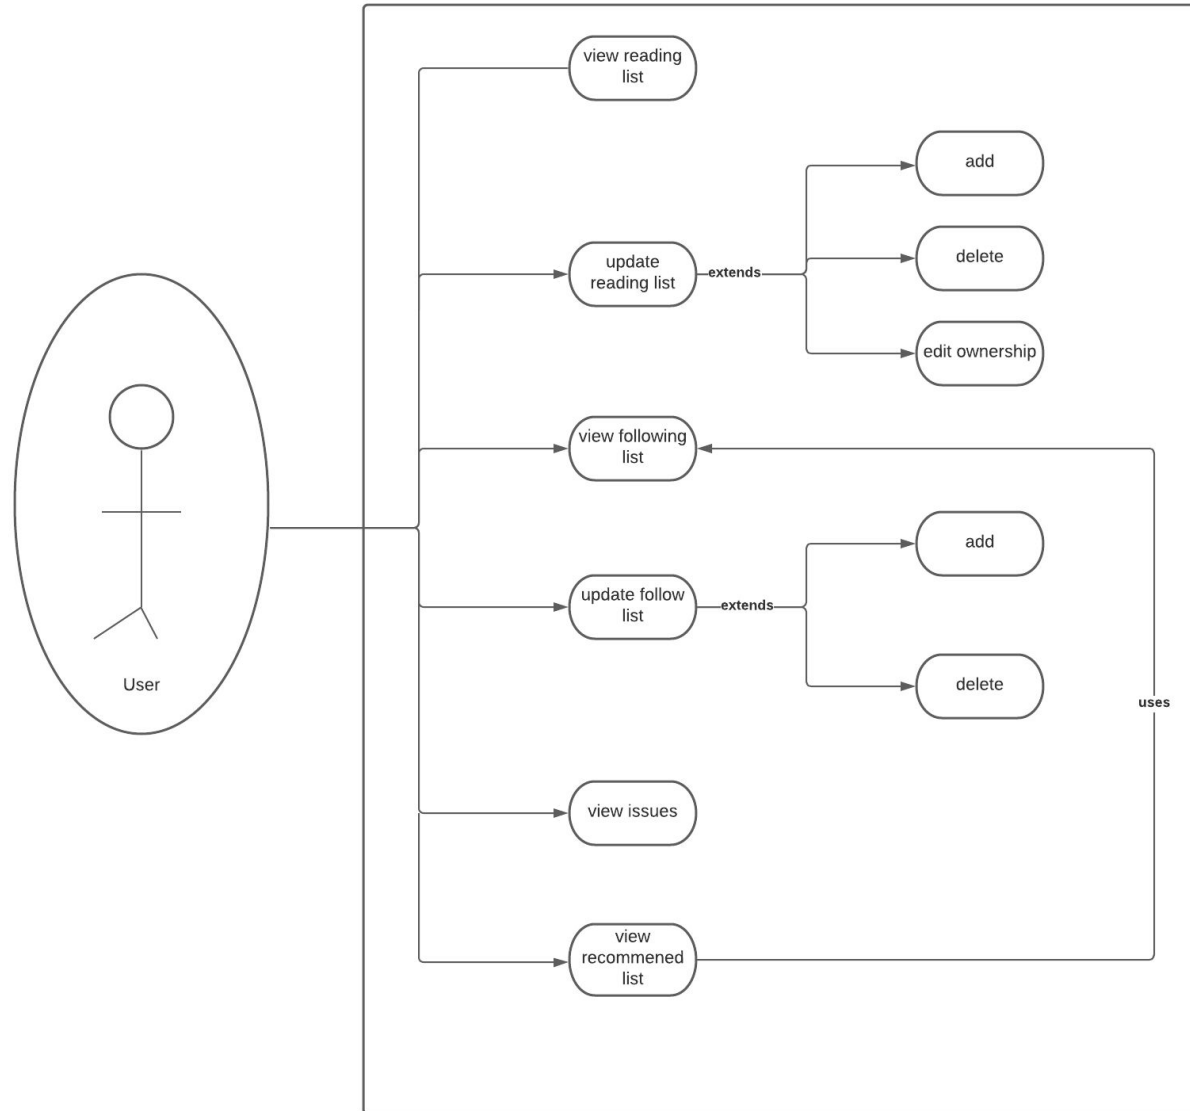 view reading
list
add
delete
update
reading list
extends
edit ownership
view following
list
add
update follow
list
extends
delete
User
uses
view issues
view
recommened
list